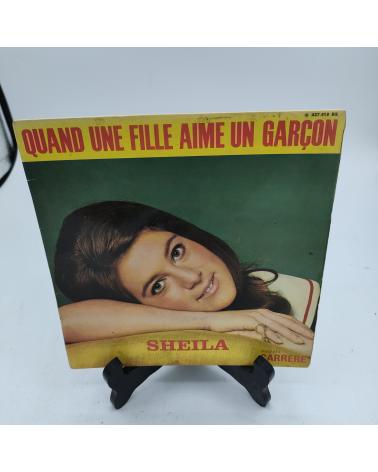 QUAND UNE FILLE AIME UN GARÇON
SHEILA
CARRERE